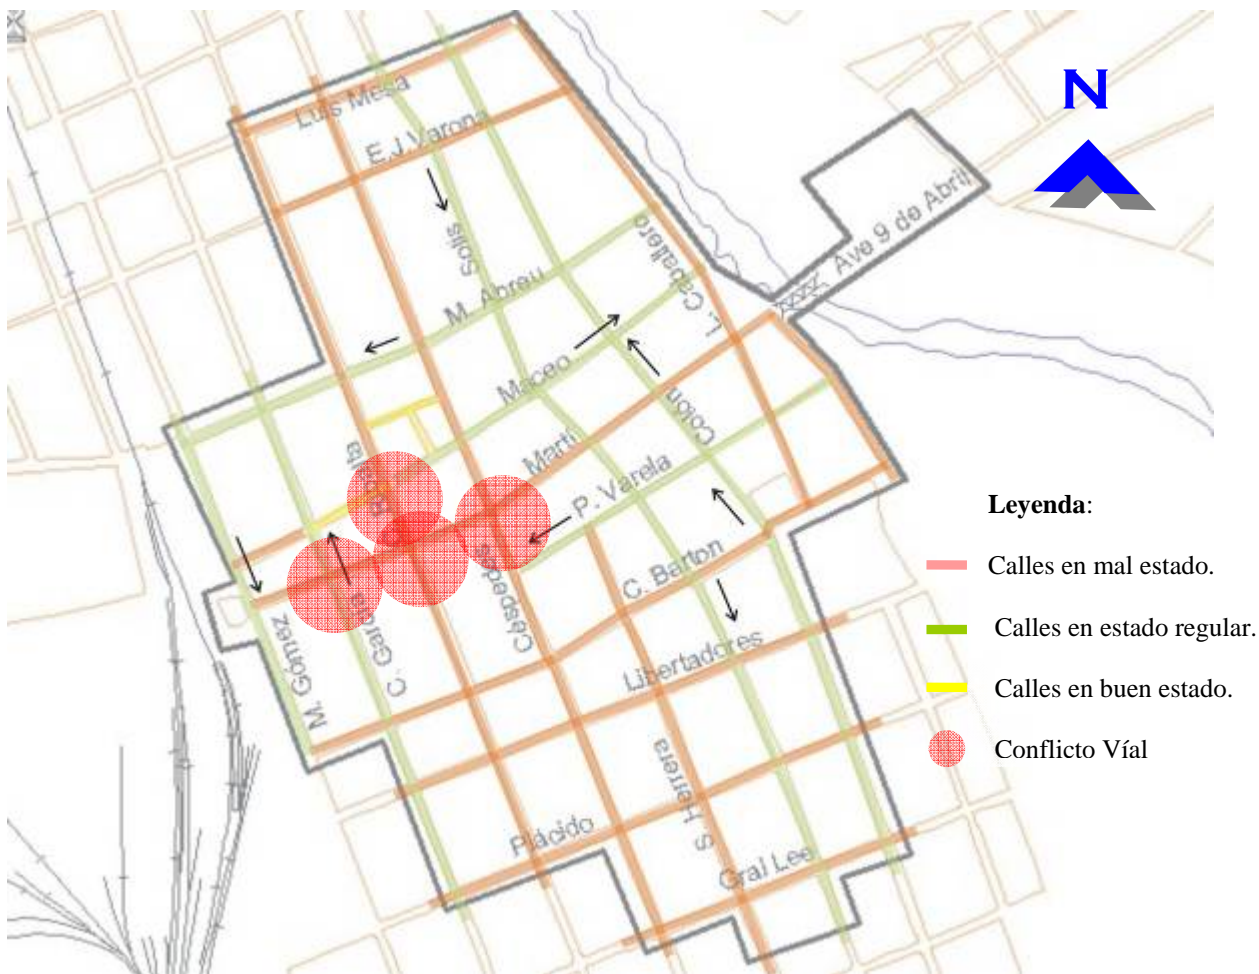 N
Luis Mesa
E.J.Varona
Solis
M. Abreu
L. Caballero
Ave 9 de Abril
Maceo
Colón
Martí
P. Varela
Céspedes
C. García
M. Gómez
C. Barton
Libertadores
S. Herrera
Plácido
Gral Lee
Leyenda:
Calles en mal estado.
Calles en estado regular.
Calles en buen estado.
Conflicto Víal